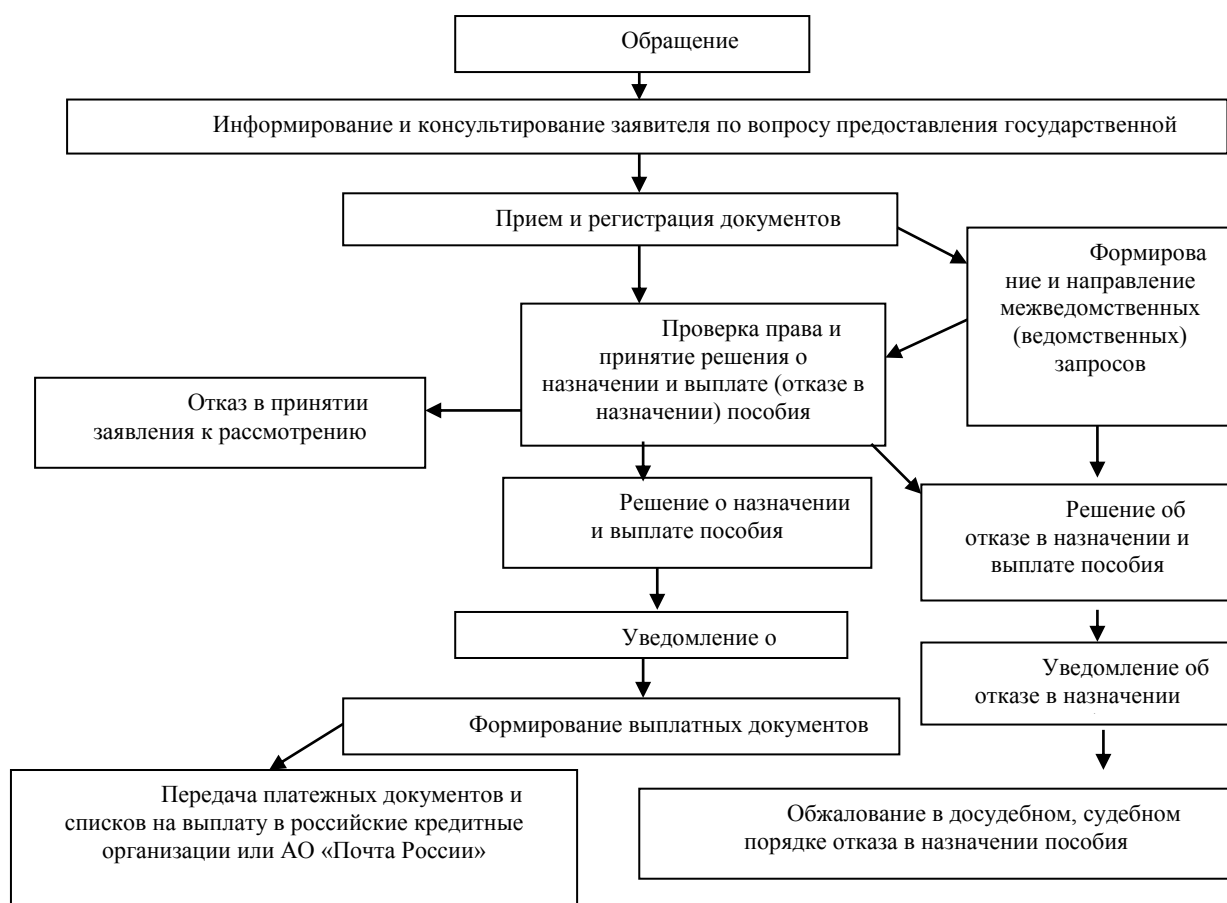 Обращение
Информирование и консультирование заявителя по вопросу предоставления государственной
Прием и регистрация документов
Формирова
ние и направление
межведомственных
(ведомственных)
запросов
Проверка права и
принятие решения о
назначении и выплате (отказе в
назначении) пособия
Отказ в принятии
заявления к рассмотрению
Решение о назначении
и выплате пособия
Решение об
отказе в назначении и
выплате пособия
Уведомление о
Уведомление об
отказе в назначении
Формирование выплатных документов
Передача платежных документов и
списков на выплату в российские кредитные
организации или АО «Почта России»
Обжалование в досудебном, судебном
порядке отказа в назначении пособия